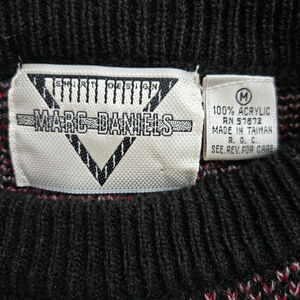 MARC DANIELS
M
100% ACRYLIC
RN 57672
MADE IN TAIWAN
R. O. C.
SEE REV. FOR CARE